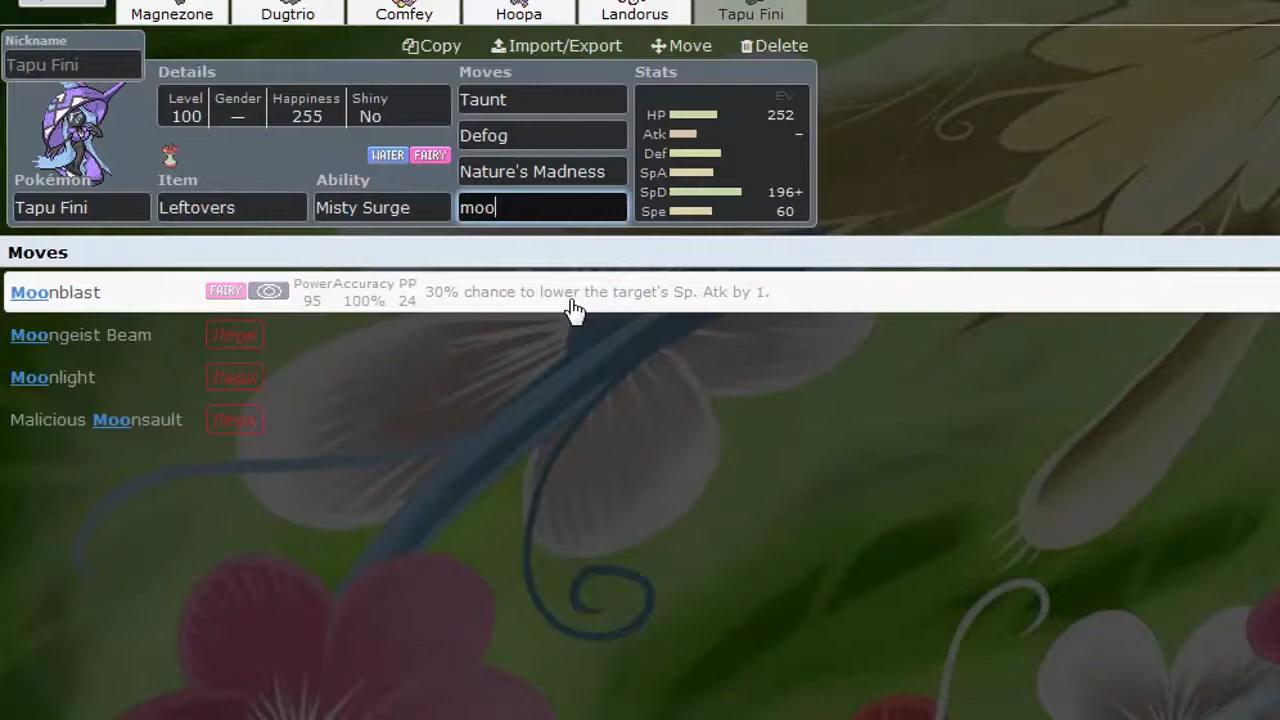 Magnezone Dugtrio Comfey Hoopa Landorus Tapu Fini
Copy Import/Export Move Delete
Nickname
Tapu Fini
Details
Level Gender Happiness Shiny
100 — 255 No
WATER FAIRY
Pokémon Item Ability
Tapu Fini Leftovers Misty Surge
Moves
Taunt
Defog
Nature's Madness
moo
Stats
EV
HP 252
Atk –
Def
SpA
SpD 196+
Spe 60
Moves
Moonblast FAIRY Power 95 Accuracy 100% PP 24 30% chance to lower the target's Sp. Atk by 1.
Moongeist Beam Illegal
Moonlight Illegal
Malicious Moonsault Illegal